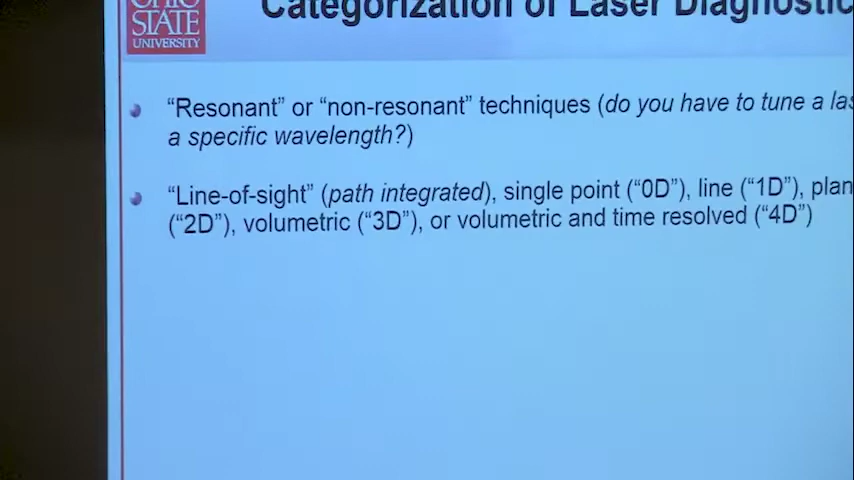 OHIO
STATE
UNIVERSITY
Categorization of Laser Diagnostic
“Resonant” or “non-resonant” techniques (do you have to tune a las
a specific wavelength?)
“Line-of-sight” (path integrated), single point (“0D”), line (“1D”), plan
(“2D”), volumetric (“3D”), or volumetric and time resolved (“4D”)